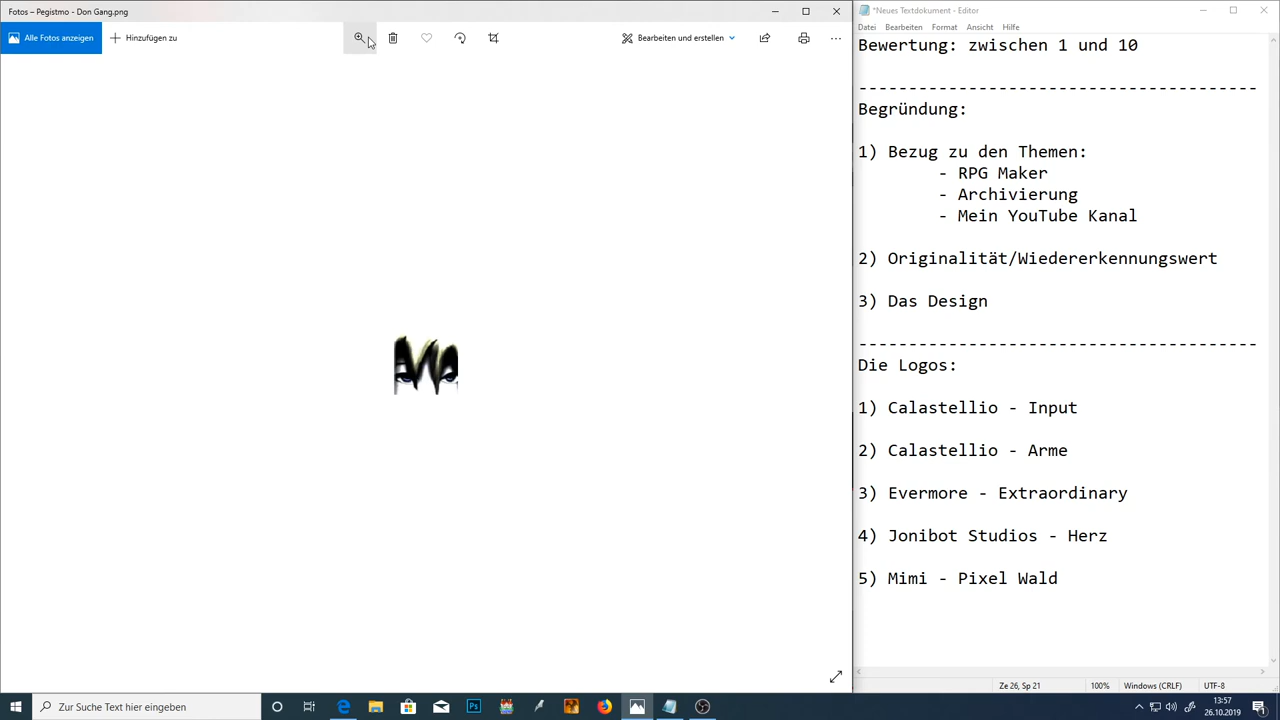 Fotos – Pegistmo - Don Gang.png
Alle Fotos anzeigen
Hinzufügen zu
Bearbeiten und erstellen
*Neues Textdokument - Editor
Datei Bearbeiten Format Ansicht Hilfe
Bewertung: zwischen 1 und 10
----------------------------------------
Begründung:
1) Bezug zu den Themen:
- RPG Maker
- Archivierung
- Mein YouTube Kanal
2) Originalität/Wiedererkennungswert
3) Das Design
----------------------------------------
Die Logos:
1) Calastellio - Input
2) Calastellio - Arme
3) Evermore - Extraordinary
4) Jonibot Studios - Herz
5) Mimi - Pixel Wald
Ze 26, Sp 21 100% Windows (CRLF) UTF-8
Zur Suche Text hier eingeben
13:57
26.10.2019